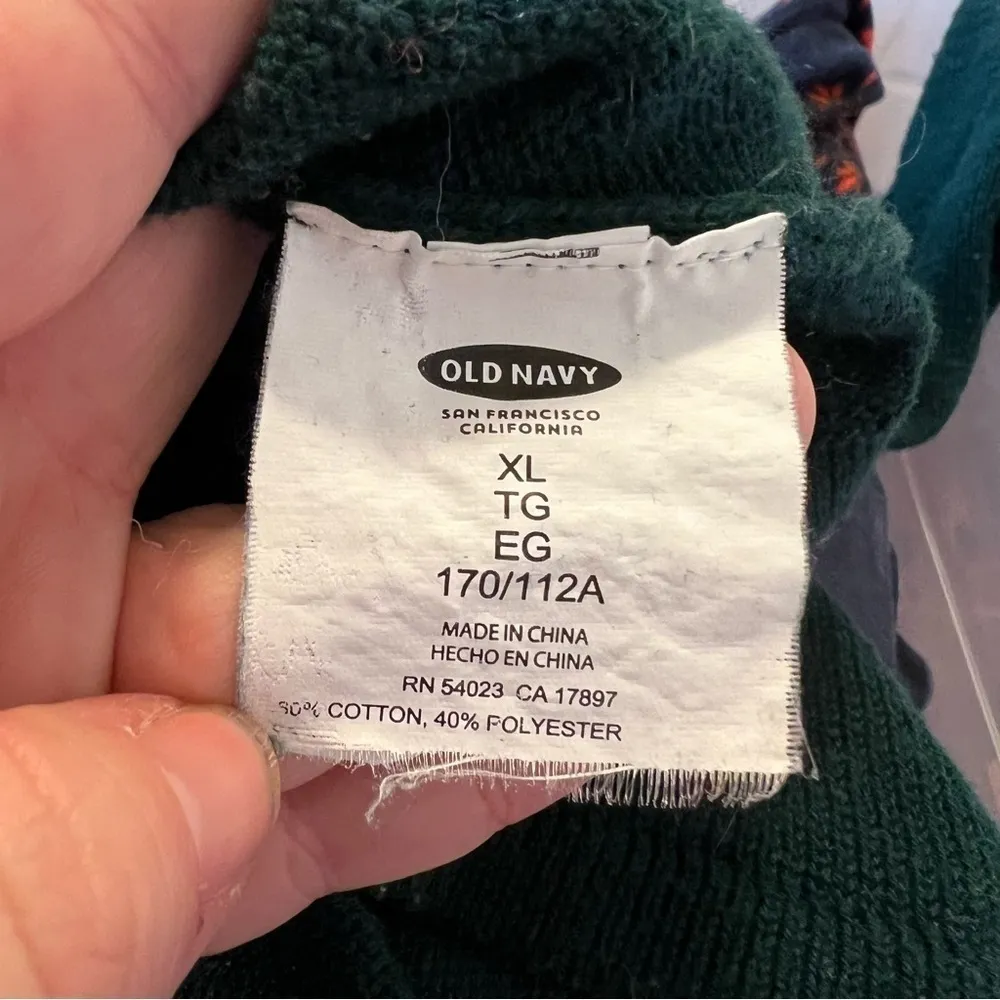 OLD NAVY
SAN FRANCISCO
CALIFORNIA
XL
TG
EG
170/112A
MADE IN CHINA
HECHO EN CHINA
RN 54023 CA 17897
COTTON, 40% POLYESTER